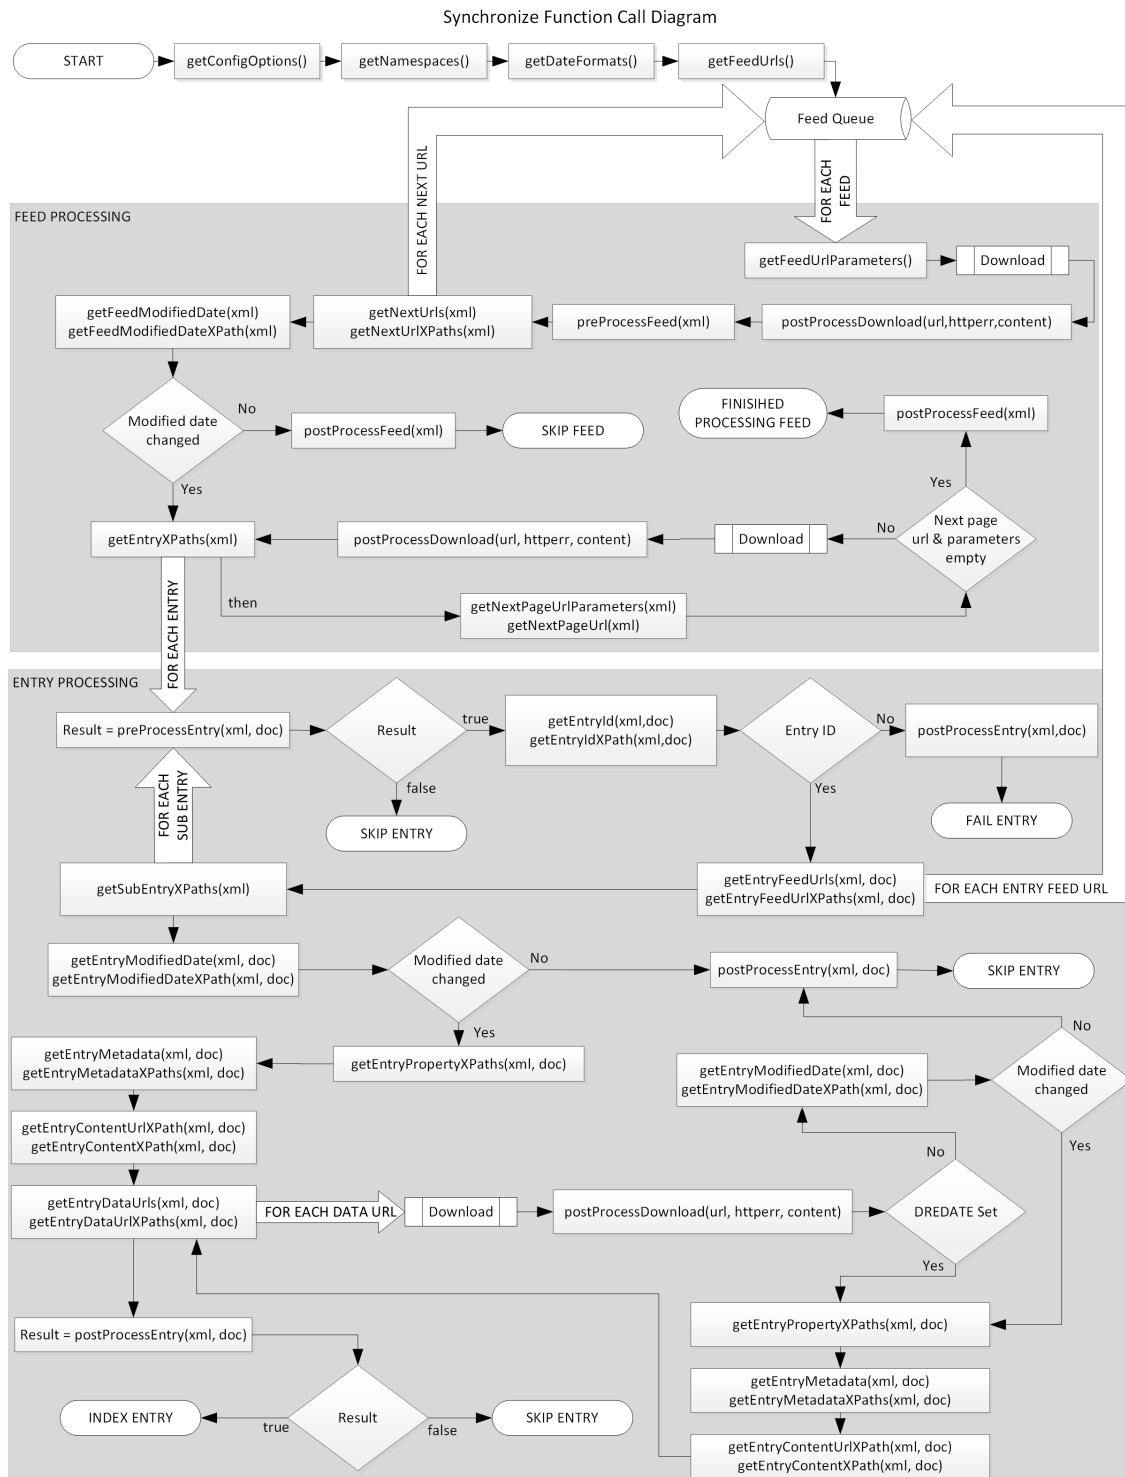 Synchronize Function Call Diagram
START
getConfigOptions()
getNamespaces()
getDateFormats()
getFeedUrls()
Feed Queue
FOR EACH NEXT URL
FOR EACH
FEED
FEED PROCESSING
getFeedUrlParameters()
Download
getFeedModifiedDate(xml)
getFeedModifiedDateXPath(xml)
getNextUrls(xml)
getNextUrlXPaths(xml)
preProcessFeed(xml)
postProcessDownload(url,httperr,content)
Modified date
changed
No
postProcessFeed(xml)
SKIP FEED
FINISIHED
PROCESSING FEED
postProcessFeed(xml)
Yes
Yes
getEntryXPaths(xml)
postProcessDownload(url, httperr, content)
Download
No
Next page
url & parameters
empty
then
getNextPageUrlParameters(xml)
getNextPageUrl(xml)
FOR EACH ENTRY
ENTRY PROCESSING
Result = preProcessEntry(xml, doc)
Result
true
getEntryId(xml,doc)
getEntryIdXPath(xml,doc)
Entry ID
No
postProcessEntry(xml,doc)
false
Yes
FOR EACH
SUB ENTRY
SKIP ENTRY
FAIL ENTRY
getSubEntryXPaths(xml)
getEntryFeedUrls(xml, doc)
getEntryFeedUrlXPaths(xml, doc)
FOR EACH ENTRY FEED URL
getEntryModifiedDate(xml, doc)
getEntryModifiedDateXPath(xml, doc)
Modified date
changed
No
postProcessEntry(xml, doc)
SKIP ENTRY
Yes
No
getEntryMetadata(xml, doc)
getEntryMetadataXPaths(xml, doc)
getEntryPropertyXPaths(xml, doc)
getEntryModifiedDate(xml, doc)
getEntryModifiedDateXPath(xml, doc)
Modified date
changed
getEntryContentUrlXPath(xml, doc)
getEntryContentXPath(xml, doc)
No
Yes
getEntryDataUrls(xml, doc)
getEntryDataUrlXPaths(xml, doc)
FOR EACH DATA URL
Download
postProcessDownload(url, httperr, content)
DREDATE Set
Yes
Result = postProcessEntry(xml, doc)
getEntryPropertyXPaths(xml, doc)
getEntryMetadata(xml, doc)
getEntryMetadataXPaths(xml, doc)
INDEX ENTRY
true
Result
false
SKIP ENTRY
getEntryContentUrlXPath(xml, doc)
getEntryContentXPath(xml, doc)